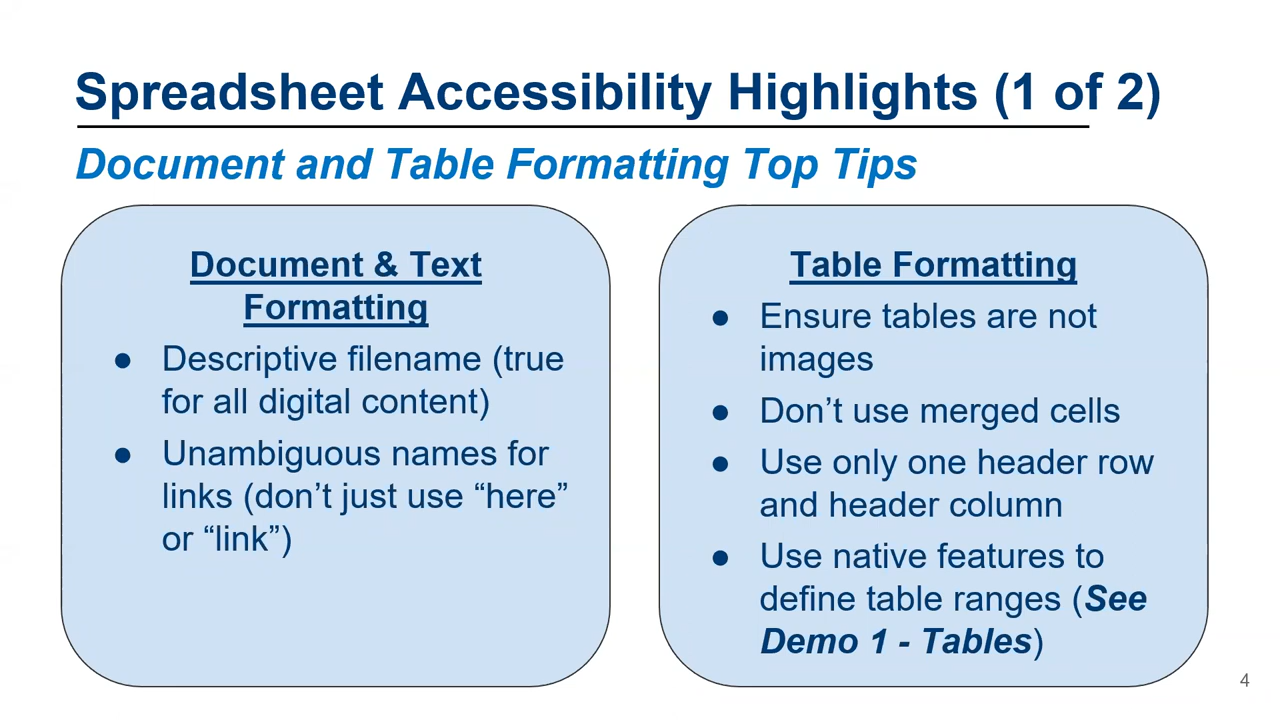 Spreadsheet Accessibility Highlights (1 of 2)
Document and Table Formatting Top Tips
Document & Text
Formatting
● Descriptive filename (true
for all digital content)
● Unambiguous names for
links (don’t just use “here”
or “link”)
Table Formatting
● Ensure tables are not
images
● Don’t use merged cells
● Use only one header row
and header column
● Use native features to
define table ranges (See
Demo 1 - Tables)
4